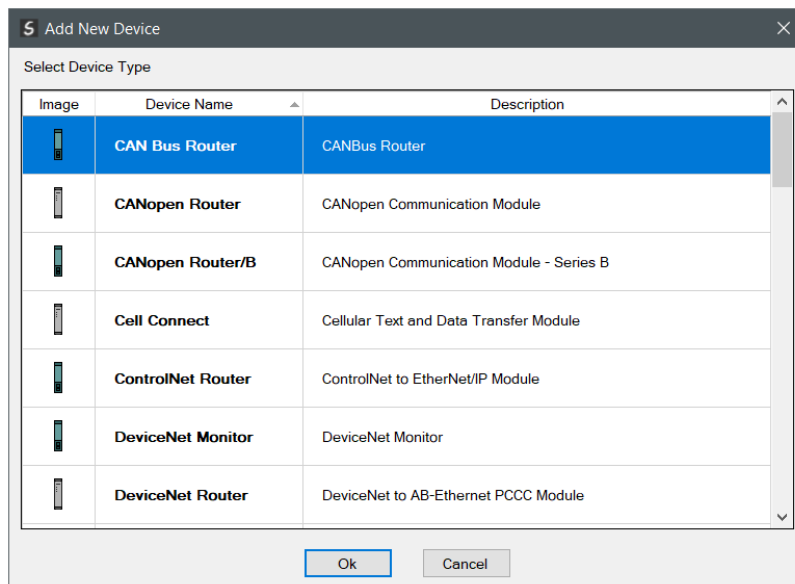 S Add New Device
Select Device Type
Image Device Name Description
CAN Bus Router CANBus Router
CANopen Router CANopen Communication Module
CANopen Router/B CANopen Communication Module - Series B
Cell Connect Cellular Text and Data Transfer Module
ControlNet Router ControlNet to EtherNet/IP Module
DeviceNet Monitor DeviceNet Monitor
DeviceNet Router DeviceNet to AB-Ethernet PCCC Module
Ok Cancel